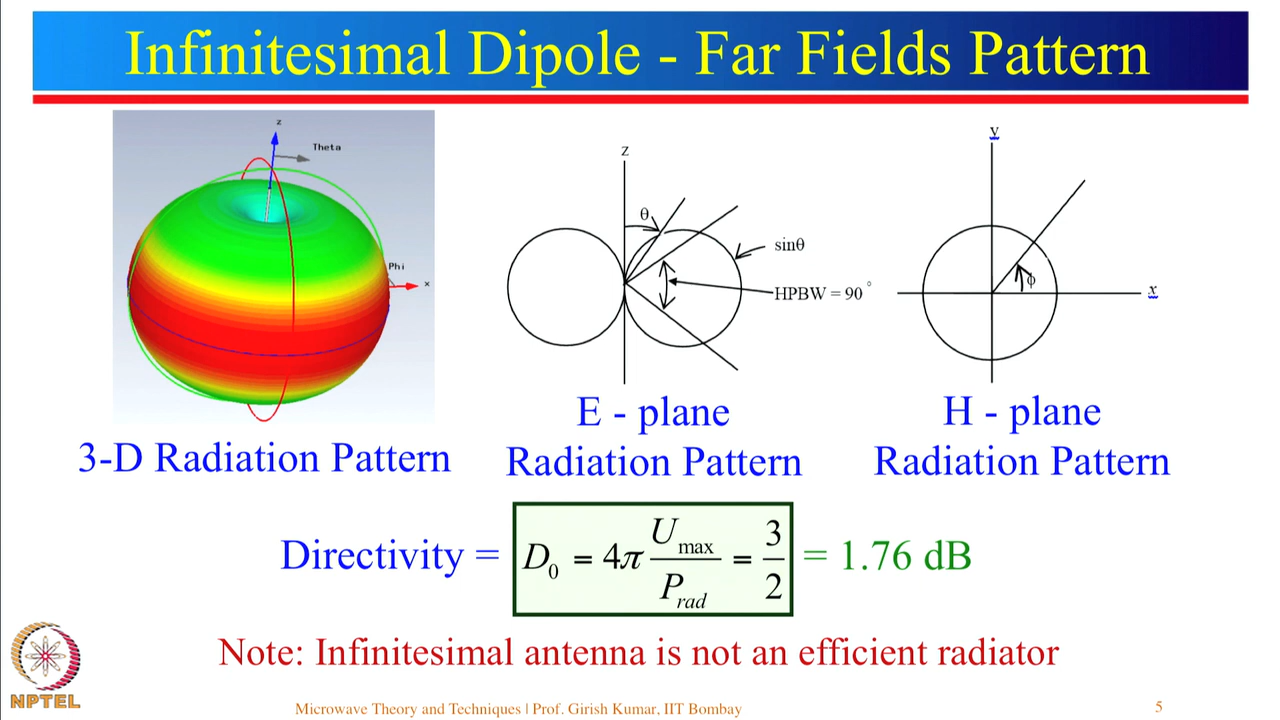 Infinitesimal Dipole - Far Fields Pattern
z
Theta
Phi
x
z
θ
sinθ
HPBW = 90°
y
x
ϕ
3-D Radiation Pattern
E - plane
Radiation Pattern
H - plane
Radiation Pattern
Directivity = D₀ = 4π U_max / P_rad = 3/2 = 1.76 dB
Note: Infinitesimal antenna is not an efficient radiator
NPTEL
Microwave Theory and Techniques | Prof. Girish Kumar, IIT Bombay
5